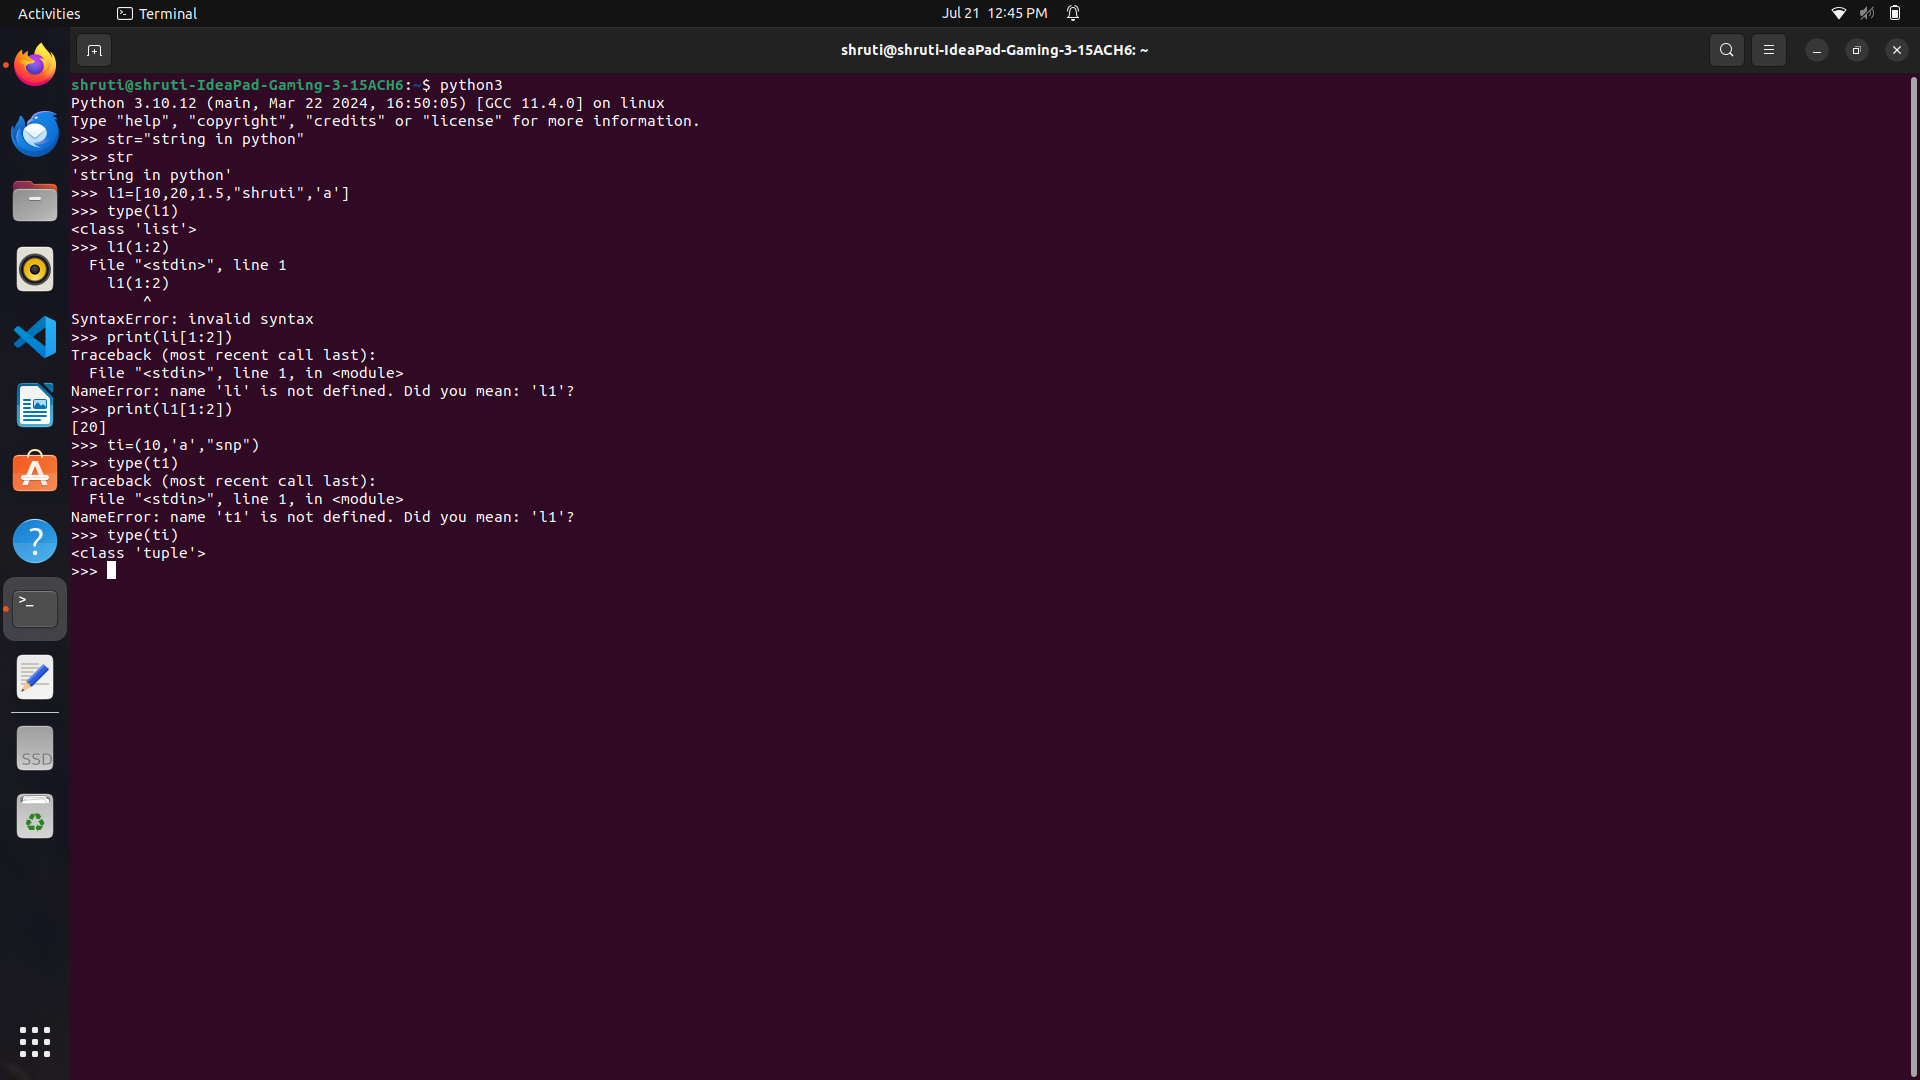 Activities
Terminal
Jul 21 12:45 PM
shruti@shruti-IdeaPad-Gaming-3-15ACH6: ~
shruti@shruti-IdeaPad-Gaming-3-15ACH6:~$ python3
Python 3.10.12 (main, Mar 22 2024, 16:50:05) [GCC 11.4.0] on linux
Type "help", "copyright", "credits" or "license" for more information.
>>> str="string in python"
>>> str
'string in python'
>>> l1=[10,20,1.5,"shruti",'a']
>>> type(l1)
<class 'list'>
>>> l1(1:2)
  File "<stdin>", line 1
    l1(1:2)
        ^
SyntaxError: invalid syntax
>>> print(li[1:2])
Traceback (most recent call last):
  File "<stdin>", line 1, in <module>
NameError: name 'li' is not defined. Did you mean: 'l1'?
>>> print(l1[1:2])
[20]
>>> ti=(10,'a',"snp")
>>> type(t1)
Traceback (most recent call last):
  File "<stdin>", line 1, in <module>
NameError: name 't1' is not defined. Did you mean: 'l1'?
>>> type(ti)
<class 'tuple'>
>>>
>_
SSD